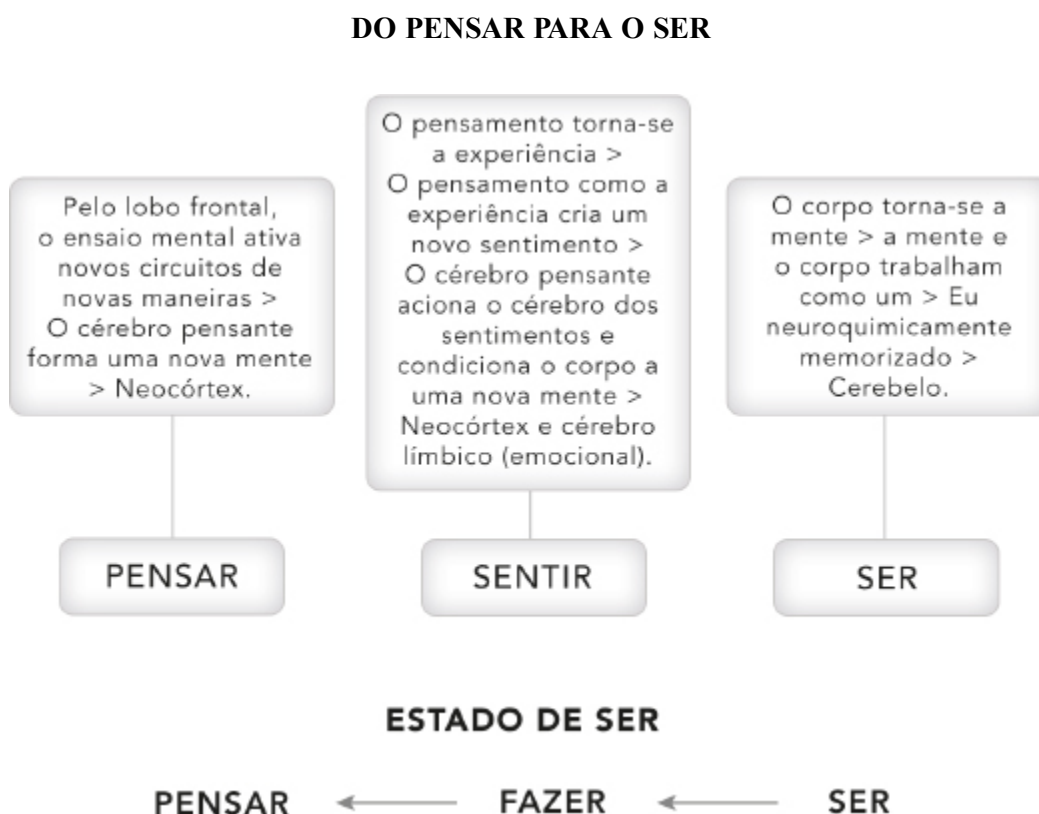 DO PENSAR PARA O SER
Pelo lobo frontal,
o ensaio mental ativa
novos circuitos de
novas maneiras >
O cérebro pensante
forma uma nova mente
> Neocórtex.
O pensamento torna-se
a experiência >
O pensamento como a
experiência cria um
novo sentimento >
O cérebro pensante
aciona o cérebro dos
sentimentos e
condiciona o corpo a
uma nova mente >
Neocórtex e cérebro
límbico (emocional).
O corpo torna-se a
mente > a mente e
o corpo trabalham
como um > Eu
neuroquimicamente
memorizado >
Cerebelo.
PENSAR
SENTIR
SER
ESTADO DE SER
PENSAR FAZER SER